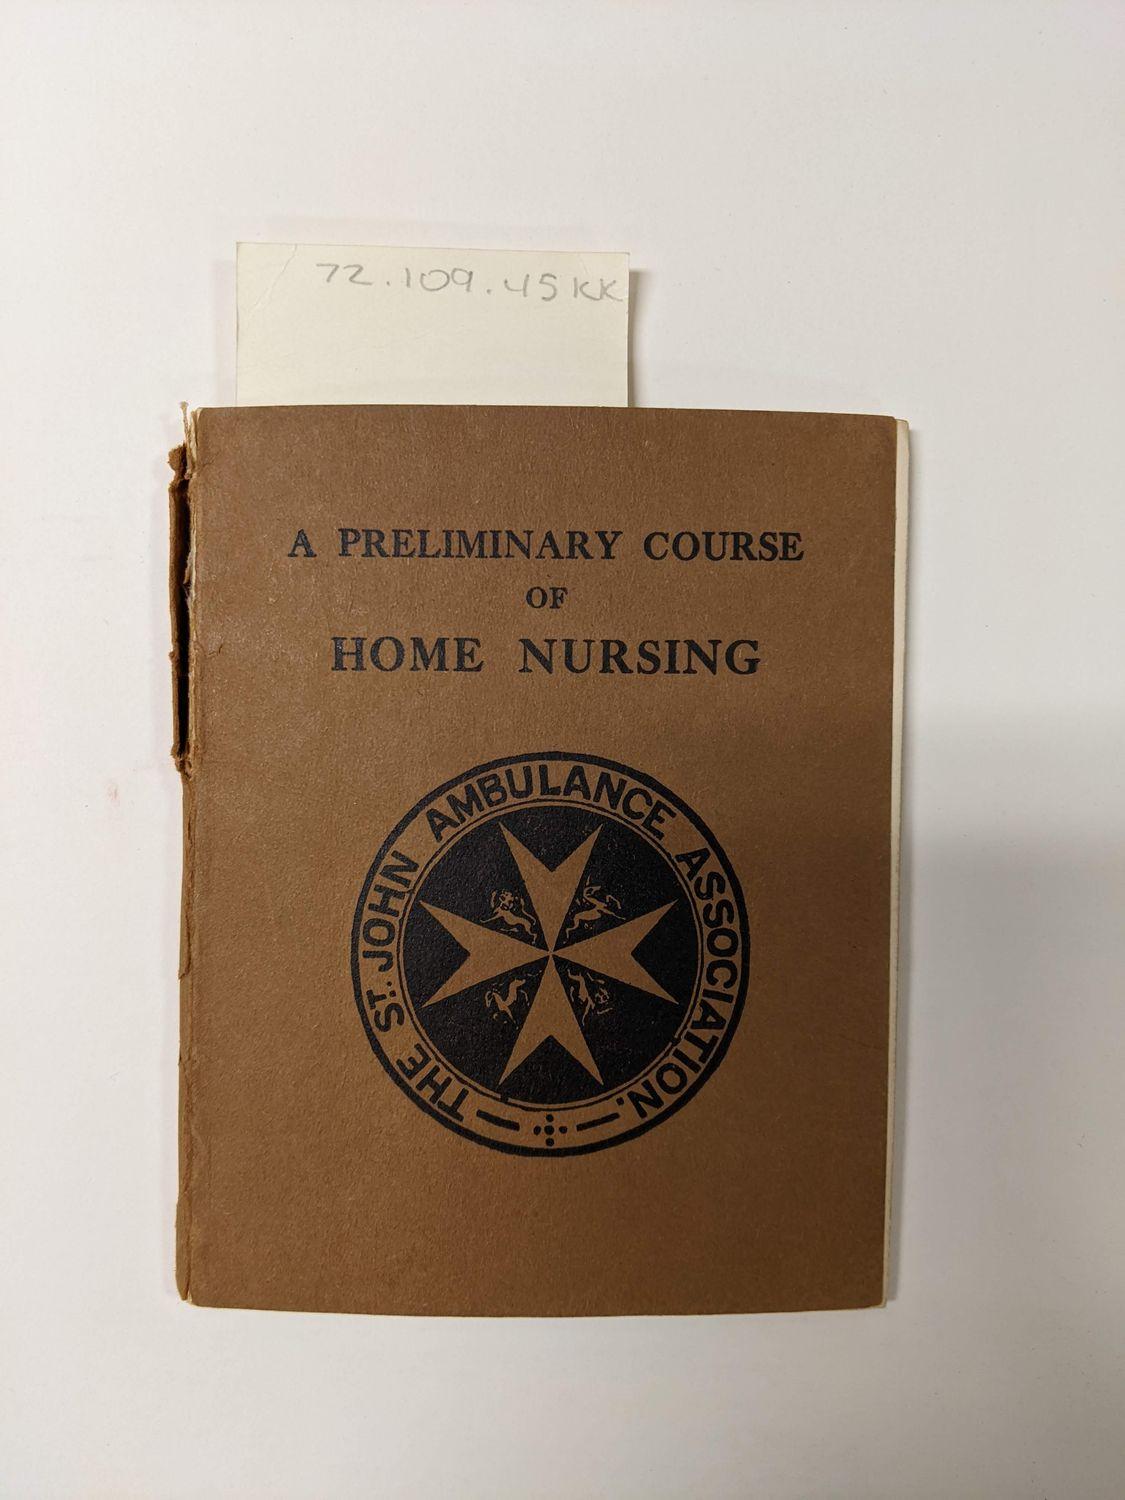 72.109.45KK
A PRELIMINARY COURSE
OF
HOME NURSING
THE ST. JOHN AMBULANCE ASSOCIATION.